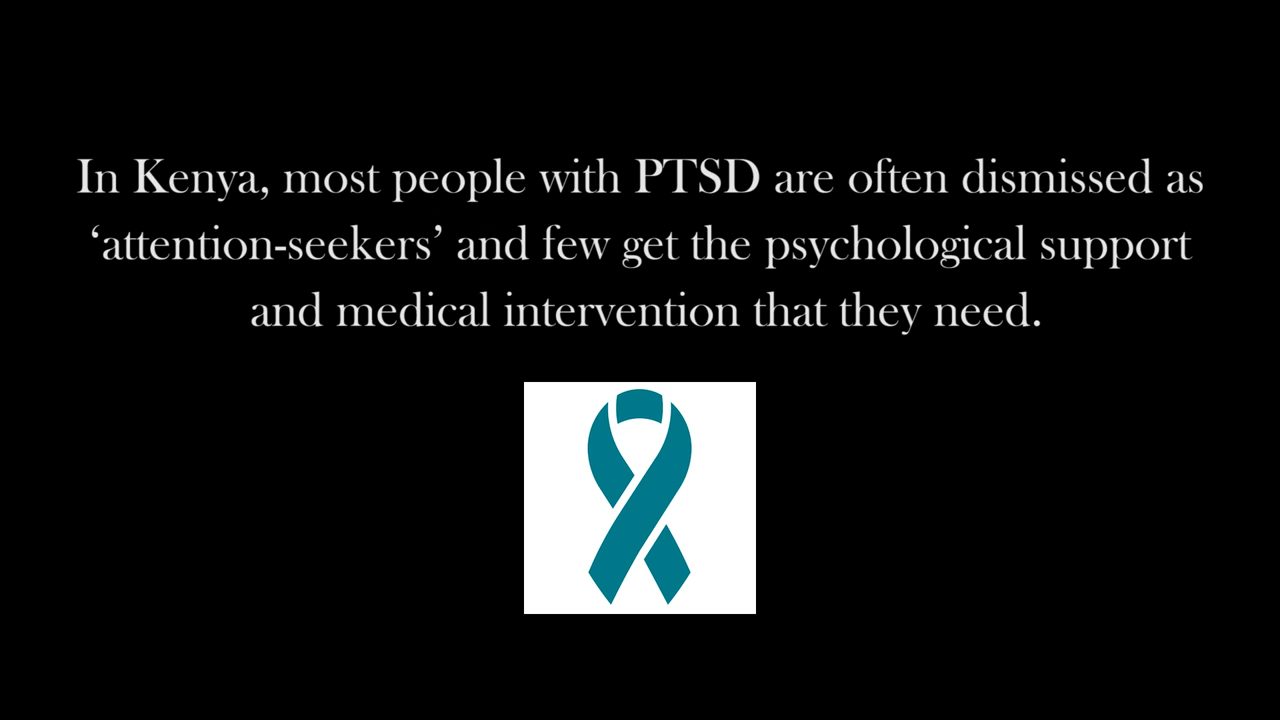 In Kenya, most people with PTSD are often dismissed as
‘attention-seekers’ and few get the psychological support
and medical intervention that they need.